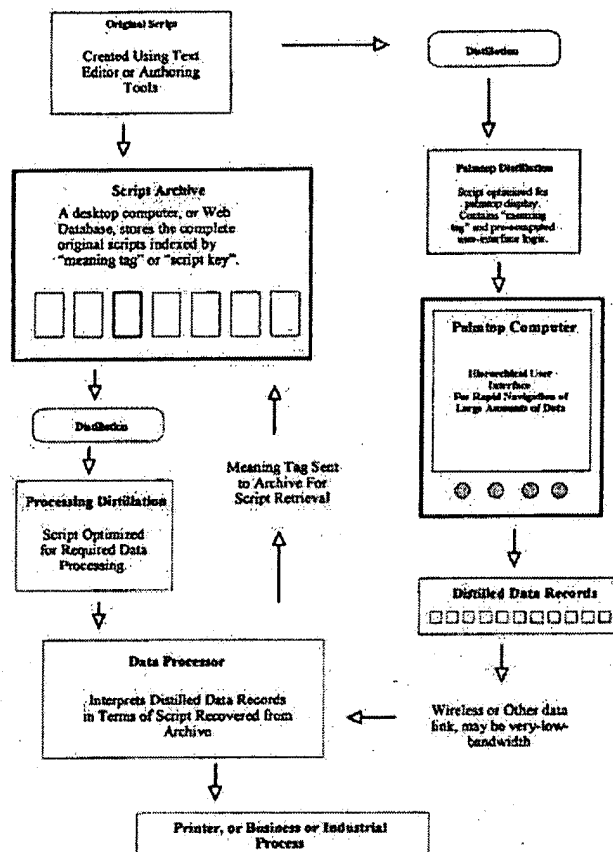 Original Script
Created Using Text
Editor or Authoring
Tools
Distillation
Palmtop Distillation
Script optimized for
palmtop display.
Contains "meaning
tag" and pre-computed
user-interface logic.
Script Archive
A desktop computer, or Web
Database, stores the complete
original scripts indexed by
"meaning tag" or "script key".
Palmtop Computer
Hierarchical User
Interface
For Rapid Navigation of
Large Amounts of Data
Distillation
Meaning Tag Sent
to Archive For
Script Retrieval
Processing Distillation
Script Optimized
for Required Data
Processing.
Distilled Data Records
Data Processor
Interprets Distilled Data Records
in Terms of Script Recovered from
Archive
Wireless or Other data
link, may be very-low-
bandwidth
Printer, or Business or Industrial
Process